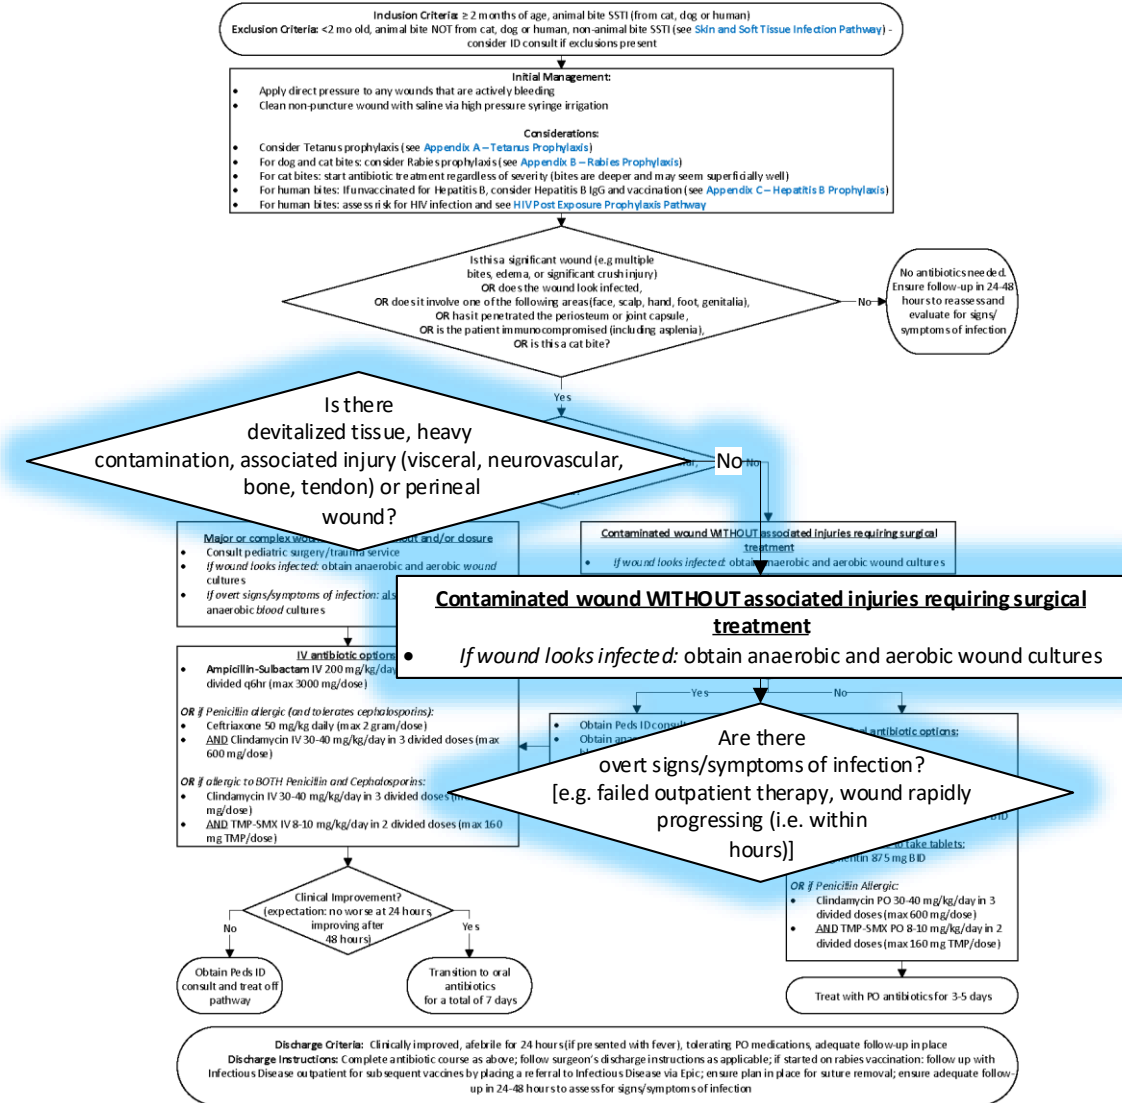 Inclusion Criteria: ≥ 2 months of age, animal bite SSTI (from cat, dog or human)
Exclusion Criteria: <2 mo old, animal bite NOT from cat, dog or human, non-animal bite SSTI (see Skin and Soft Tissue Infection Pathway) -
consider ID consult if exclusions present
Initial Management:
• Apply direct pressure to any wounds that are actively bleeding
• Clean non-puncture wound with saline via high pressure syringe irrigation
Considerations:
• Consider Tetanus prophylaxis (see Appendix A – Tetanus Prophylaxis)
• For dog and cat bites: consider Rabies prophylaxis (see Appendix B – Rabies Prophylaxis)
• For cat bites: start antibiotic treatment regardless of severity (bites are deeper and may seem superficially well)
• For human bites: If unvaccinated for Hepatitis B, consider Hepatitis B IgG and vaccination (see Appendix C – Hepatitis B Prophylaxis)
• For human bites: assess risk for HIV infection and see HIV Post Exposure Prophylaxis Pathway
Is this a significant wound (e.g multiple
bites, edema, or significant crush injury)
OR does the wound look infected,
OR does it involve one of the following areas (face, scalp, hand, foot, genitalia),
OR has it penetrated the periosteum or joint capsule,
OR is the patient immunocompromised (including asplenia),
OR is this a cat bite?
No
No antibiotics needed.
Ensure follow-up in 24-48
hours to reassess and
evaluate for signs/
symptoms of infection
Yes
Is there
devitalized tissue, heavy
contamination, associated injury (visceral, neurovascular,
bone, tendon) or perineal
wound?
No
No
Major or complex
and/or closure
• Consult pediatric surgery/trauma service
• If wound looks infected: obtain anaerobic and aerobic wound
cultures
• If overt signs/symptoms of infection:
anaerobic blood cultures
Contaminated wound WITHOUT associated injuries requiring surgical
treatment
• If wound looks infected: obtain anaerobic and aerobic wound cultures
Contaminated wound WITHOUT associated injuries requiring surgical
treatment
• If wound looks infected: obtain anaerobic and aerobic wound cultures
IV antibiotic options
• Ampicillin-Sulbactam IV 200 mg/kg/day
divided q6hr (max 3000 mg/dose)
OR if Penicillin allergic (and tolerates cephalosporins):
• Ceftriaxone 50 mg/kg daily (max 2 gram/dose)
• AND Clindamycin IV 30-40 mg/kg/day in 3 divided doses (max
600 mg/dose)
OR if allergic to BOTH Penicillin and Cephalosporins:
• Clindamycin IV 30-40 mg/kg/day in 3 divided doses
mg/dose)
• AND TMP-SMX IV 8-10 mg/kg/day in 2 divided doses (max 160
mg TMP/dose)
Yes
No
• Obtain Peds ID consult
• Obtain
Are there
overt signs/symptoms of infection?
[e.g. failed outpatient therapy, wound rapidly
progressing (i.e. within
hours)]
antibiotic options:
BID
to take tablets:
875 mg BID
OR if Penicillin Allergic:
• Clindamycin PO 30-40 mg/kg/day in 3
divided doses (max 600 mg/dose)
• AND TMP-SMX PO 8-10 mg/kg/day in 2
divided doses (max 160 mg TMP/dose)
Clinical Improvement?
(expectation: no worse at 24 hours,
improving after
48 hours)
No
Yes
Obtain Peds ID
consult and treat off
pathway
Transition to oral
antibiotics
for a total of 7 days
Treat with PO antibiotics for 3-5 days
Discharge Criteria: Clinically improved, afebrile for 24 hours (if presented with fever), tolerating PO medications, adequate follow-up in place
Discharge Instructions: Complete antibiotic course as above; follow surgeon's discharge instructions as applicable; if started on rabies vaccination: follow up with
Infectious Disease outpatient for subsequent vaccines by placing a referral to Infectious Disease via Epic; ensure plan in place for suture removal; ensure adequate follow-
up in 24-48 hours to assess for signs/symptoms of infection